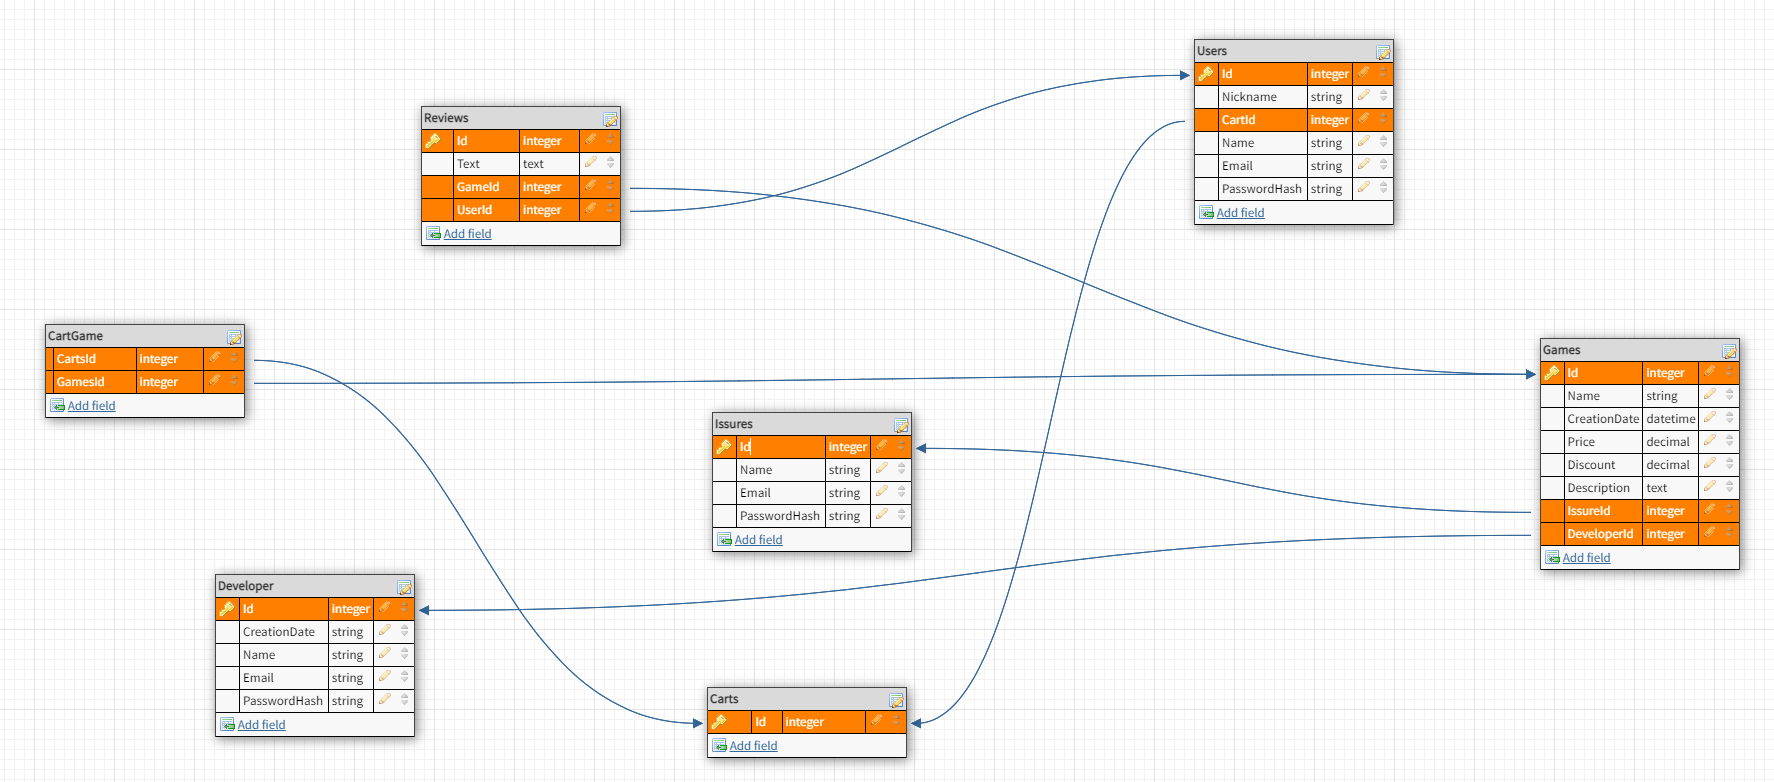 Users
Id integer
Nickname string
CartId integer
Name string
Email string
PasswordHash string
Add field
Reviews
Id integer
Text text
GameId integer
UserId integer
Add field
CartGame
CartsId integer
GamesId integer
Add field
Games
Id integer
Name string
CreationDate datetime
Price decimal
Discount decimal
Description text
IssureId integer
DeveloperId integer
Add field
Issures
Id integer
Name string
Email string
PasswordHash string
Add field
Developer
Id integer
CreationDate string
Name string
Email string
PasswordHash string
Add field
Carts
Id integer
Add field